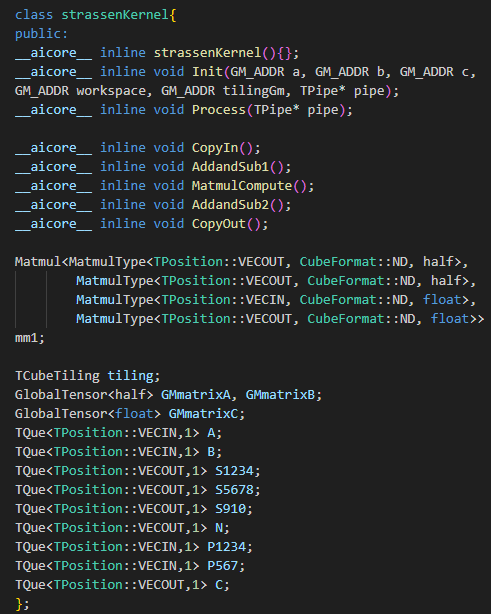 class strassenKernel{
public:
__aicore__ inline strassenKernel(){};
__aicore__ inline void Init(GM_ADDR a, GM_ADDR b, GM_ADDR c,
GM_ADDR workspace, GM_ADDR tilingGm, TPipe* pipe);
__aicore__ inline void Process(TPipe* pipe);

__aicore__ inline void CopyIn();
__aicore__ inline void AddandSub1();
__aicore__ inline void MatmulCompute();
__aicore__ inline void AddandSub2();
__aicore__ inline void CopyOut();

Matmul<MatmulType<TPosition::VECOUT, CubeFormat::ND, half>,
        MatmulType<TPosition::VECOUT, CubeFormat::ND, half>,
        MatmulType<TPosition::VECIN, CubeFormat::ND, float>,
        MatmulType<TPosition::VECOUT, CubeFormat::ND, float>>
mm1;

TCubeTiling tiling;
GlobalTensor<half> GMmatrixA, GMmatrixB;
GlobalTensor<float> GMmatrixC;
TQue<TPosition::VECIN,1> A;
TQue<TPosition::VECIN,1> B;
TQue<TPosition::VECOUT,1> S1234;
TQue<TPosition::VECOUT,1> S5678;
TQue<TPosition::VECOUT,1> S910;
TQue<TPosition::VECOUT,1> N;
TQue<TPosition::VECIN,1> P1234;
TQue<TPosition::VECIN,1> P567;
TQue<TPosition::VECOUT,1> C;
};